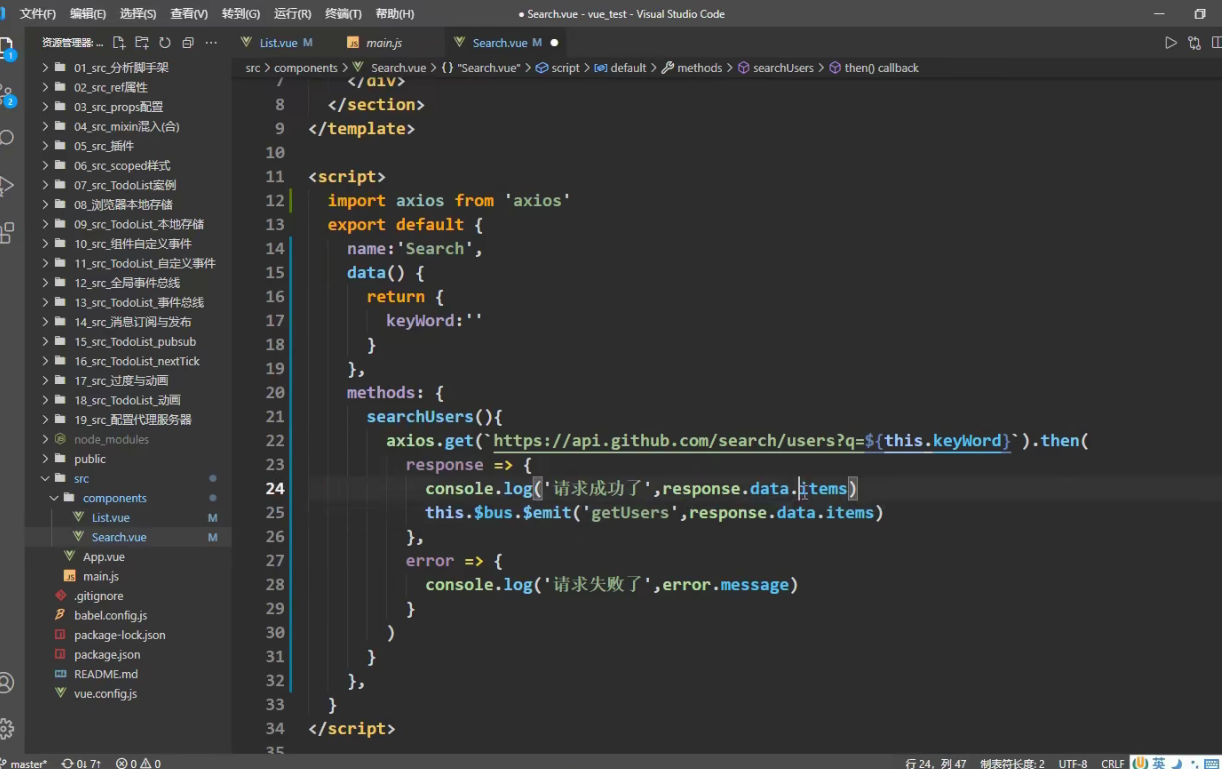 文件(F) 编辑(E) 选择(S) 查看(V) 转到(G) 运行(R) 终端(T) 帮助(H) ● Search.vue - vue_test - Visual Studio Code
资源管理器: ...
List.vue M main.js Search.vue M ●
src > components > Search.vue > {} "Search.vue" > script > default > methods > searchUsers > then() callback
1
2
01_src_分析脚手架
02_src_ref属性
03_src_props配置
04_src_mixin混入(合)
05_src_插件
06_src_scoped样式
07_src_TodoList案例
08_浏览器本地存储
09_src_TodoList_本地存储
10_src_组件自定义事件
11_src_TodoList_自定义事件
12_src_全局事件总线
13_src_TodoList_事件总线
14_src_消息订阅与发布
15_src_TodoList_pubsub
16_src_TodoList_nextTick
17_src_过度与动画
18_src_TodoList_动画
19_src_配置代理服务器
node_modules
public
src
components
List.vue M
Search.vue M
App.vue
main.js
.gitignore
babel.config.js
package-lock.json
package.json
README.md
vue.config.js
7 </div>
8 </section>
9 </template>
10
11 <script>
12 import axios from 'axios'
13 export default {
14 name:'Search',
15 data() {
16 return {
17 keyWord:''
18 }
19 },
20 methods: {
21 searchUsers(){
22 axios.get(`https://api.github.com/search/users?q=${this.keyWord}`).then(
23 response => {
24 console.log('请求成功了',response.data.items)
25 this.$bus.$emit('getUsers',response.data.items)
26 },
27 error => {
28 console.log('请求失败了',error.message)
29 }
30 )
31 }
32 },
33 }
34 </script>
35
master* 0↓ 7↑ 0 0 行 24，列 47 制表符长度: 2 UTF-8 CRLF 英